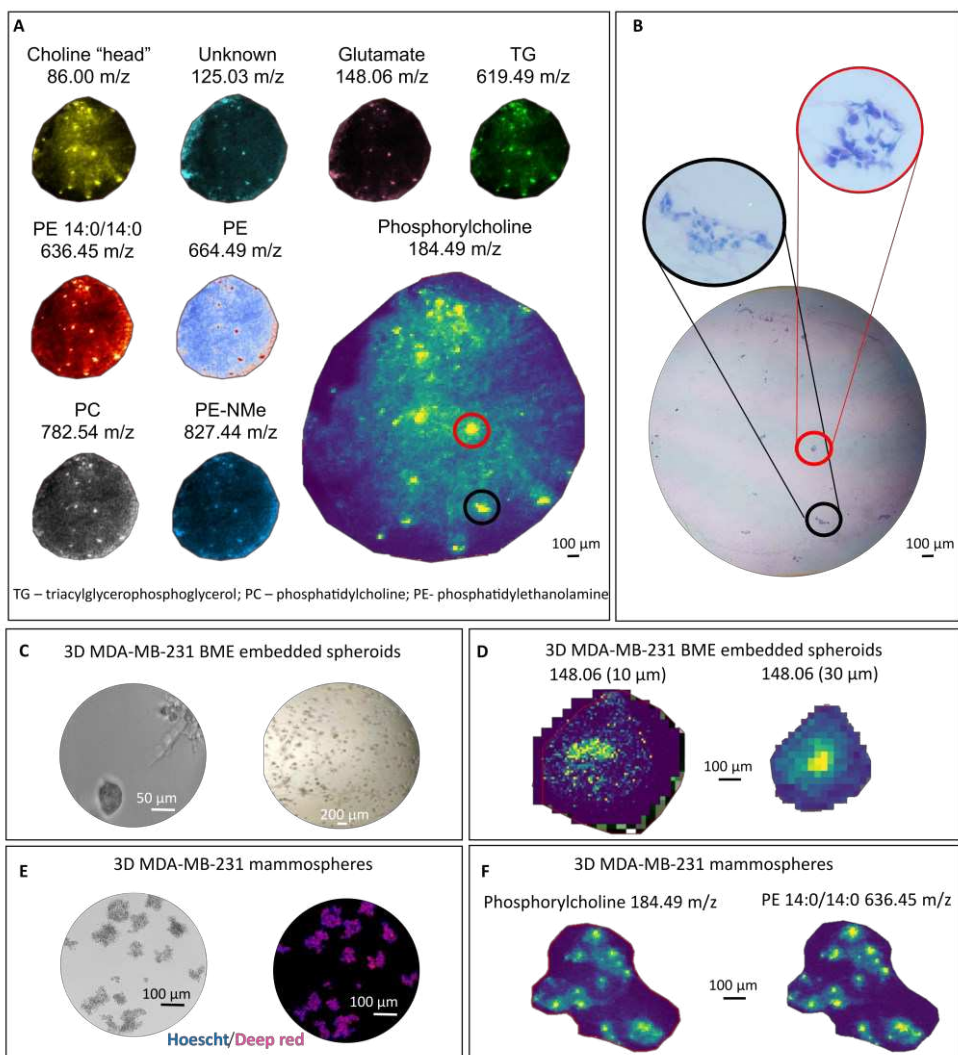 A
Choline “head”
86.00 m/z
Unknown
125.03 m/z
Glutamate
148.06 m/z
TG
619.49 m/z
PE 14:0/14:0
636.45 m/z
PE
664.49 m/z
Phosphorylcholine
184.49 m/z
PC
782.54 m/z
PE-NMe
827.44 m/z
100 µm
TG – triacylglycerophosphoglycerol; PC – phosphatidylcholine; PE- phosphatidylethanolamine
B
100 µm
C
3D MDA-MB-231 BME embedded spheroids
50 µm
200 µm
D
3D MDA-MB-231 BME embedded spheroids
148.06 (10 µm)
148.06 (30 µm)
100 µm
E
3D MDA-MB-231 mammospheres
100 µm
100 µm
Hoescht/Deep red
F
3D MDA-MB-231 mammospheres
Phosphorylcholine 184.49 m/z
PE 14:0/14:0 636.45 m/z
100 µm